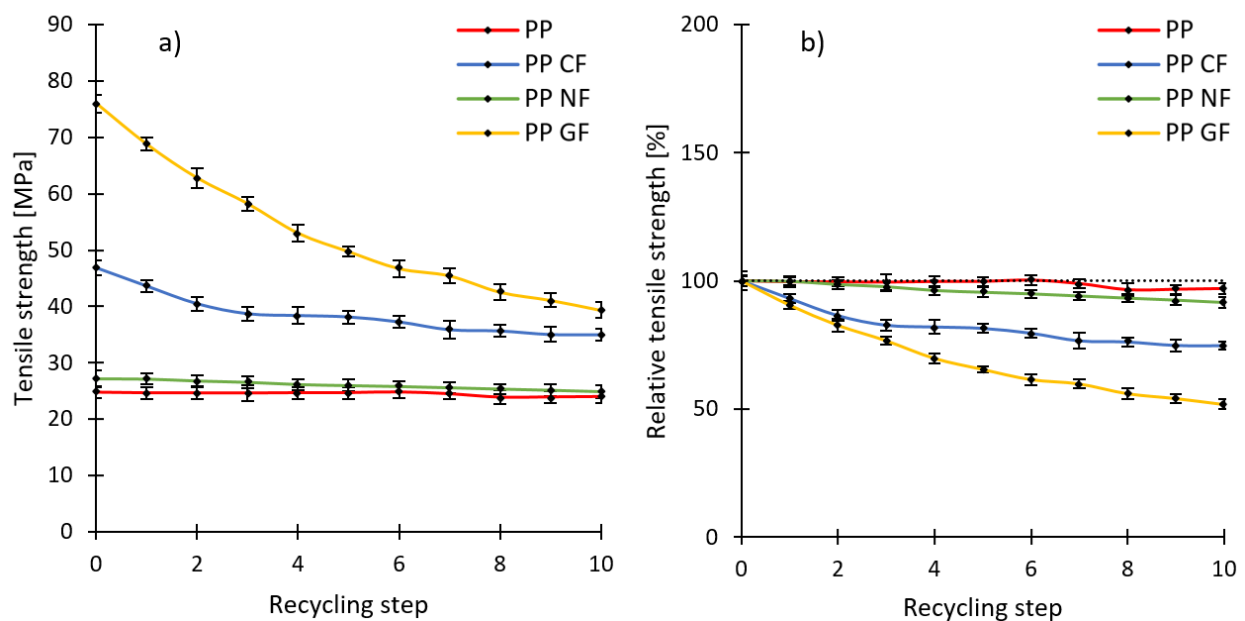 a)
PP
PP CF
PP NF
PP GF
Tensile strength [MPa]
90
80
70
60
50
40
30
20
10
0
0 2 4 6 8 10
Recycling step
b)
PP
PP CF
PP NF
PP GF
Relative tensile strength [%]
200
150
100
50
0
0 2 4 6 8 10
Recycling step